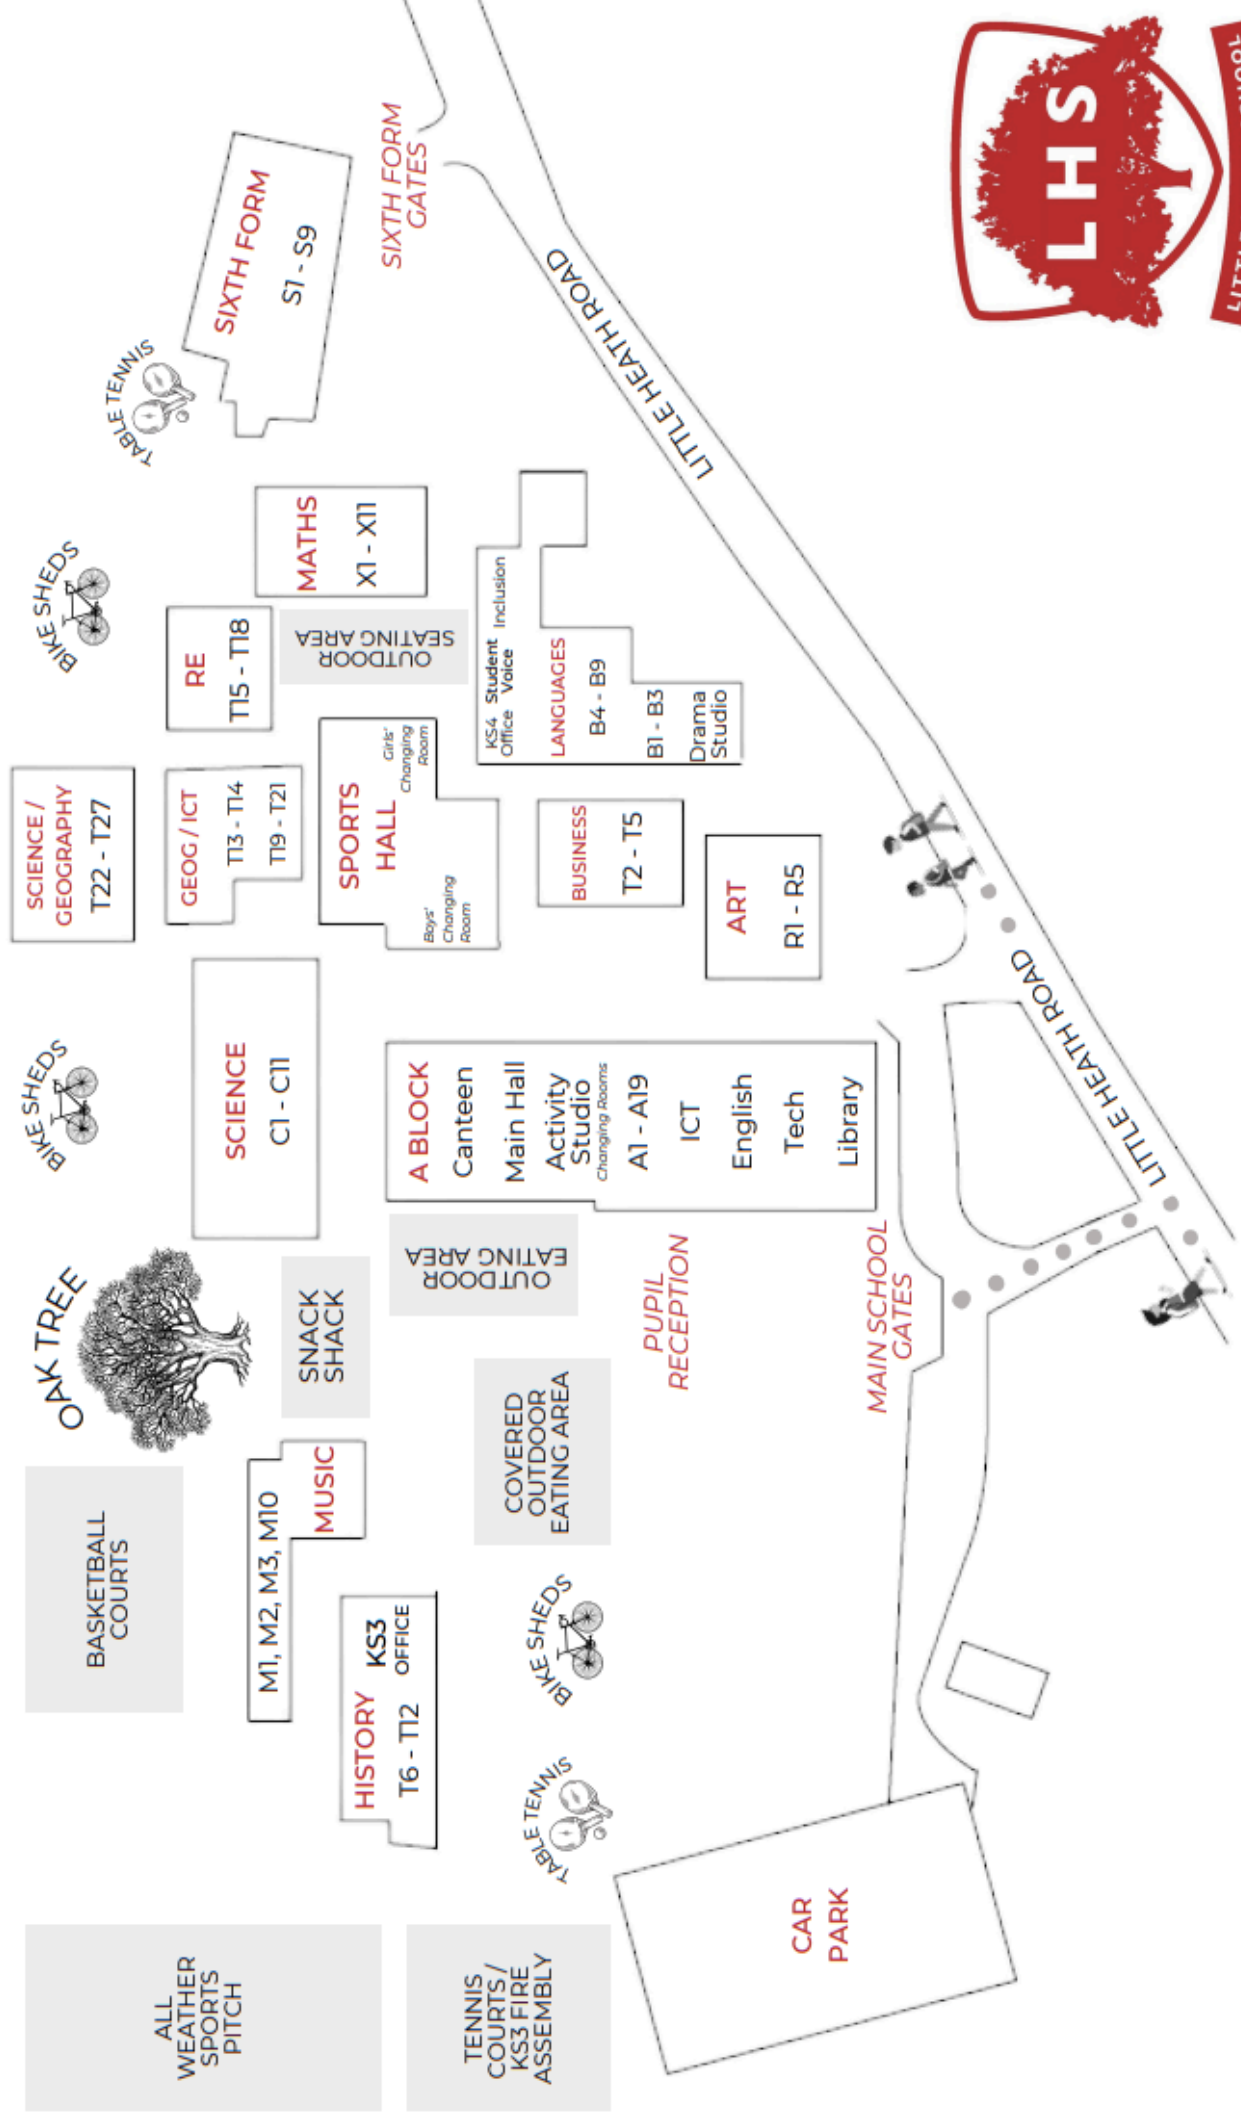 ALL
WEATHER
SPORTS
PITCH
TENNIS
COURTS /
KS3 FIRE
ASSEMBLY
CAR
PARK
BASKETBALL
COURTS
M1, M2, M3, M10
MUSIC
HISTORY
KS3
OFFICE
T6 - T12
TABLE TENNIS
BIKE SHEDS
OAK TREE
SNACK
SHACK
COVERED
OUTDOOR
EATING AREA
OUTDOOR
EATING AREA
PUPIL
RECEPTION
MAIN SCHOOL
GATES
BIKE SHEDS
SCIENCE
C1 - C11
A BLOCK
Canteen
Main Hall
Activity
Studio
Changing Rooms
A1 - A19
ICT
English
Tech
Library
LITTLE HEATH ROAD
SCIENCE /
GEOGRAPHY
T22 - T27
GEOG / ICT
T13 - T14
T19 - T21
SPORTS
HALL
Boys'
Changing
Room
Girls'
Changing
Room
BUSINESS
T2 - T5
ART
R1 - R5
BIKE SHEDS
RE
T15 - T18
OUTDOOR
SEATING AREA
MATHS
X1 - X11
KS4
Office
Student
Voice
Inclusion
LANGUAGES
B4 - B9
B1 - B3
Drama
Studio
TABLE TENNIS
SIXTH FORM
S1 - S9
SIXTH FORM
GATES
LITTLE HEATH ROAD
LITTLE HEATH ROAD
LHS